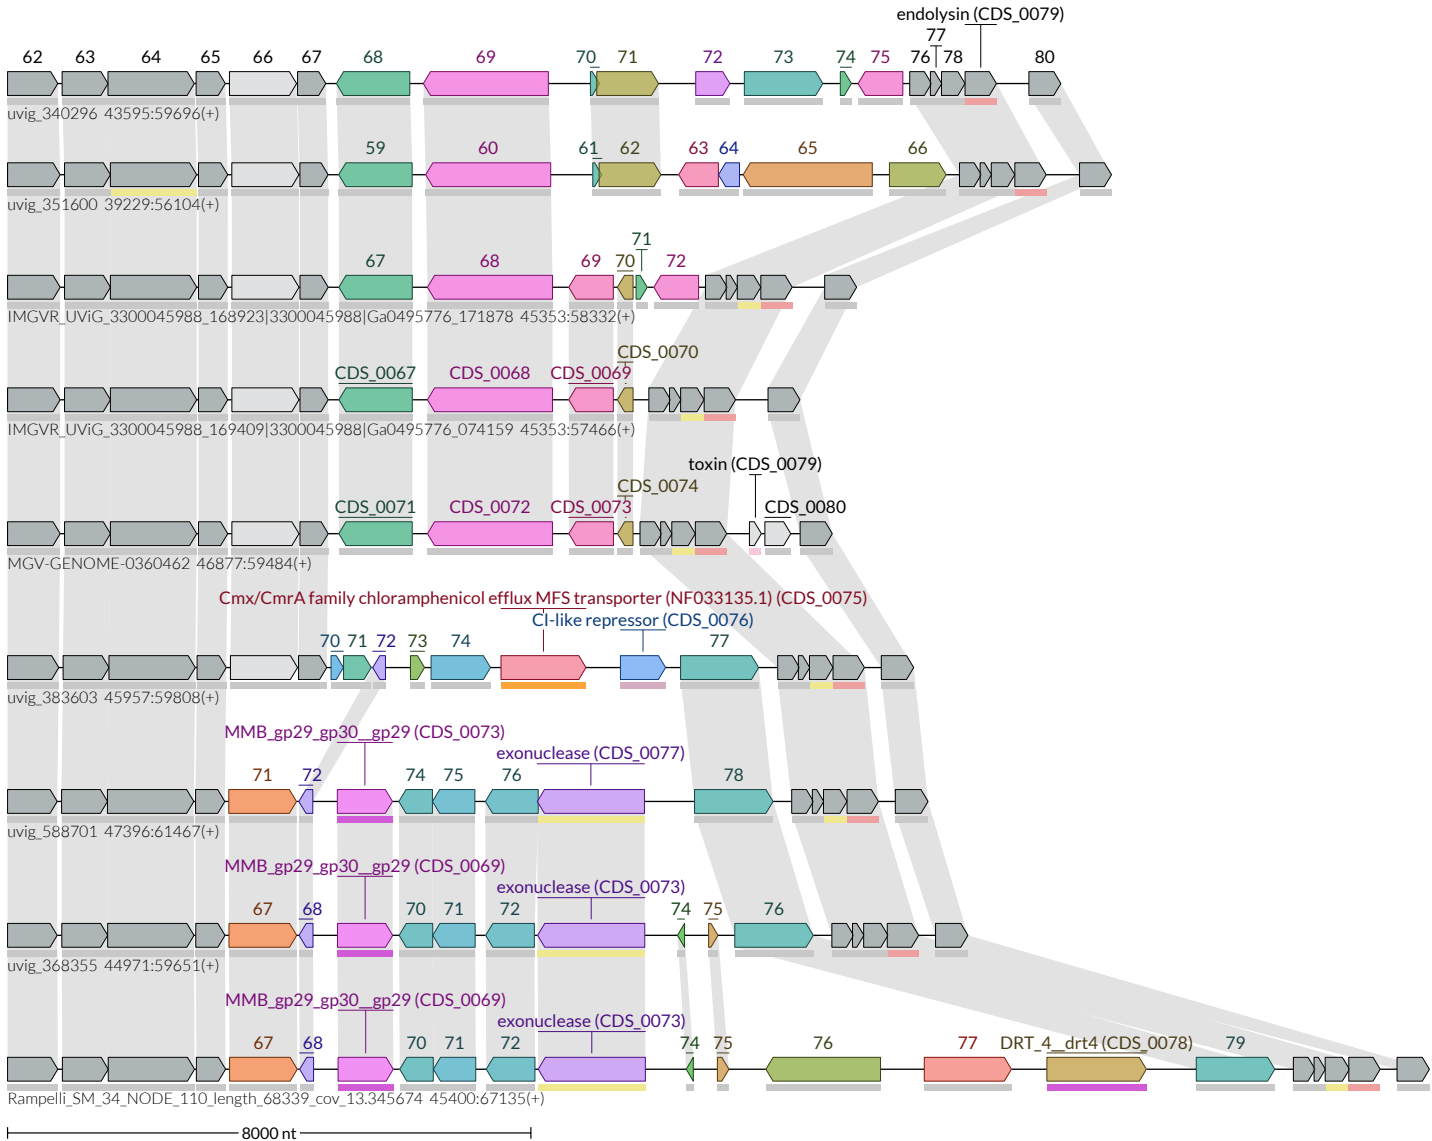 endolysin (CDS_0079)
77
62 63 64 65 66 67 68 69 70 71 72 73 74 75 76 78 80
uvig_340296 43595:59696(+)
59 60 61 62 63 64 65 66
uvig_351600 39229:56104(+)
71
67 68 69 70 72
IMGVR_UViG_3300045988_168923|3300045988|Ga0495776_171878 45353:58332(+)
CDS_0070
CDS_0067 CDS_0068 CDS_0069
IMGVR_UViG_3300045988_169409|3300045988|Ga0495776_074159 45353:57466(+)
toxin (CDS_0079)
CDS_0074
CDS_0071 CDS_0072 CDS_0073 CDS_0080
MGV-GENOME-0360462 46877:59484(+)
Cmx/CmrA family chloramphenicol efflux MFS transporter (NF033135.1) (CDS_0075)
CI-like repressor (CDS_0076)
70 71 72 73 74 77
uvig_383603 45957:59808(+)
MMB_gp29_gp30__gp29 (CDS_0073)
exonuclease (CDS_0077)
71 72 74 75 76 78
uvig_588701 47396:61467(+)
MMB_gp29_gp30__gp29 (CDS_0069)
exonuclease (CDS_0073)
67 68 70 71 72 74 75 76
uvig_368355 44971:59651(+)
MMB_gp29_gp30__gp29 (CDS_0069)
exonuclease (CDS_0073)
67 68 70 71 72 74 75 76 77 DRT_4__drt4 (CDS_0078) 79
Rampelli_SM_34_NODE_110_length_68339_cov_13.345674 45400:67135(+)
8000 nt